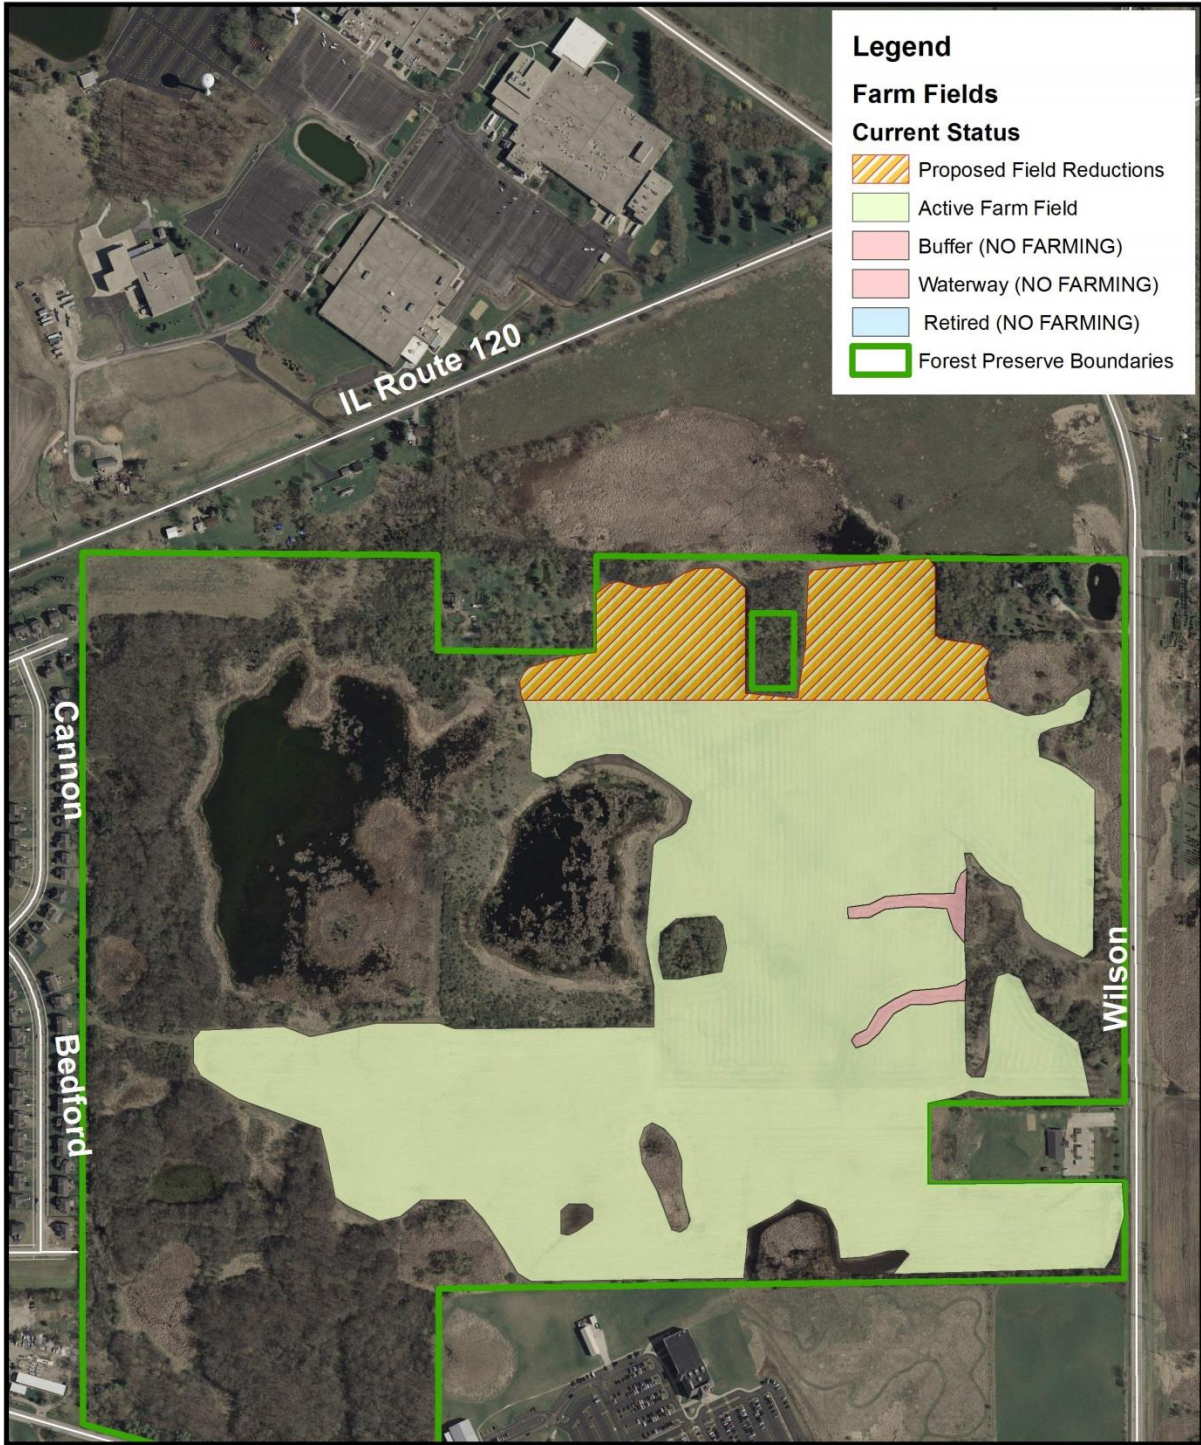 Legend
Farm Fields
Current Status
Proposed Field Reductions
Active Farm Field
Buffer (NO FARMING)
Waterway (NO FARMING)
Retired (NO FARMING)
Forest Preserve Boundaries
IL Route 120
Cannon
Bedford
Wilson